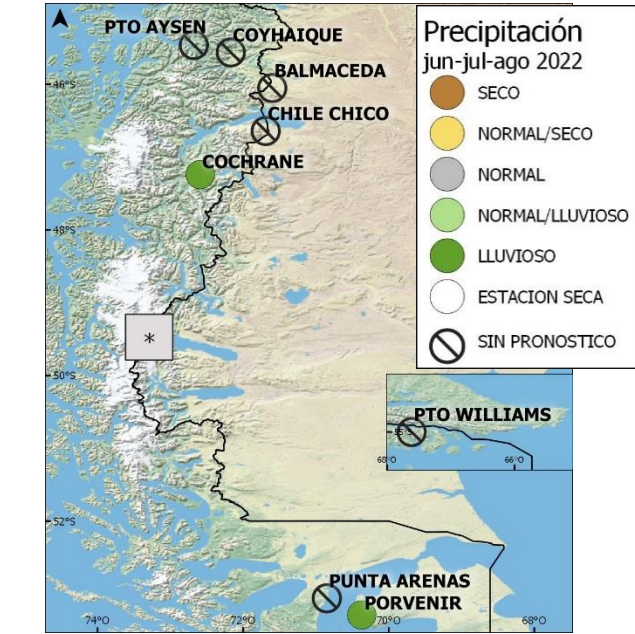 PTO AYSEN
COYHAIQUE
BALMACEDA
CHILE CHICO
COCHRANE
46°S
48°S
*
50°S
52°S
74°O
72°O
70°O
68°O
PUNTA ARENAS
PORVENIR
PTO WILLIAMS
55°S
68°O
66°O
Precipitación
jun-jul-ago 2022
SECO
NORMAL/SECO
NORMAL
NORMAL/LLUVIOSO
LLUVIOSO
ESTACION SECA
SIN PRONOSTICO